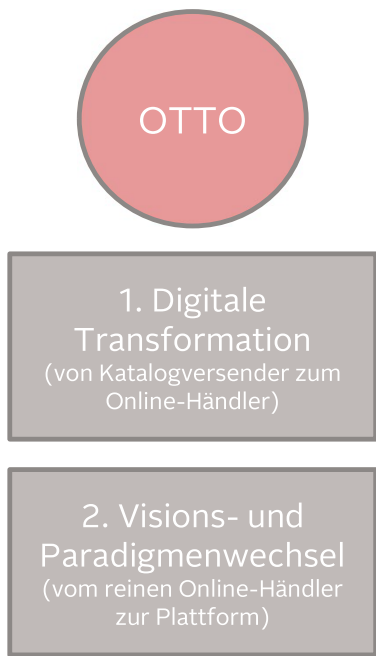 OTTO
1. Digitale
Transformation
(von Katalogversender zum
Online-Händler)
2. Visions- und
Paradigmenwechsel
(vom reinen Online-Händler
zur Plattform)